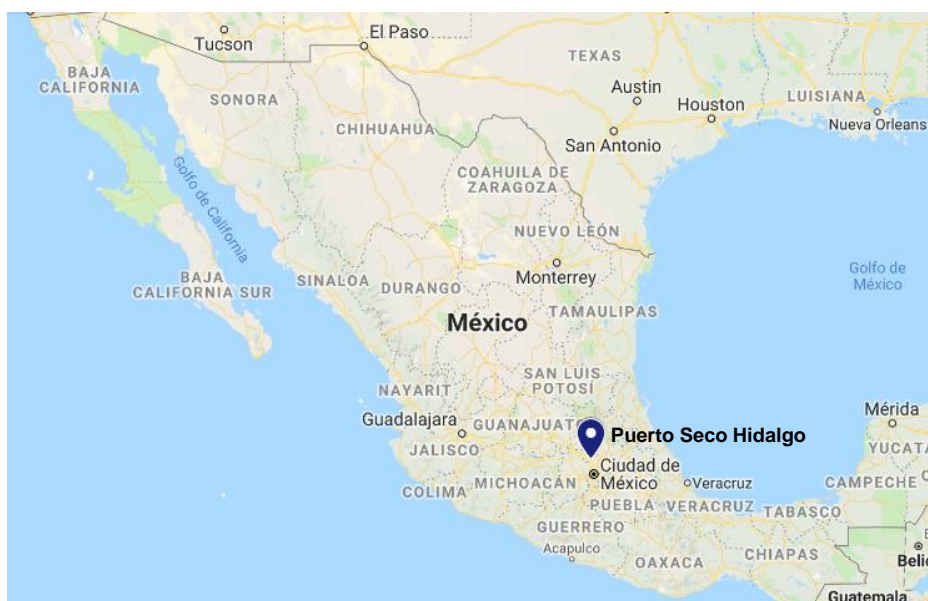 Tucson
El Paso
BAJA
CALIFORNIA
SONORA
TEXAS
Austin
Houston
LUISIANA
Nueva Orleans
CHIHUAHUA
San Antonio
COAHUILA DE
ZARAGOZA
Golfo de
California
NUEVO LEÓN
Monterrey
Golfo de
México
BAJA
CALIFORNIA SUR
SINALOA
DURANGO
TAMAULIPAS
México
SAN LUIS
POTOSÍ
NAYARIT
Guadalajara
GUANAJUATO
Puerto Seco Hidalgo
Mérida
JALISCO
Ciudad de
México
YUCATA
COLIMA
MICHOACÁN
Veracruz
CAMPECHE
PUEBLA
VERACRUZ
TABASCO
GUERRERO
Acapulco
OAXACA
CHIAPAS
Beli
Guatemala